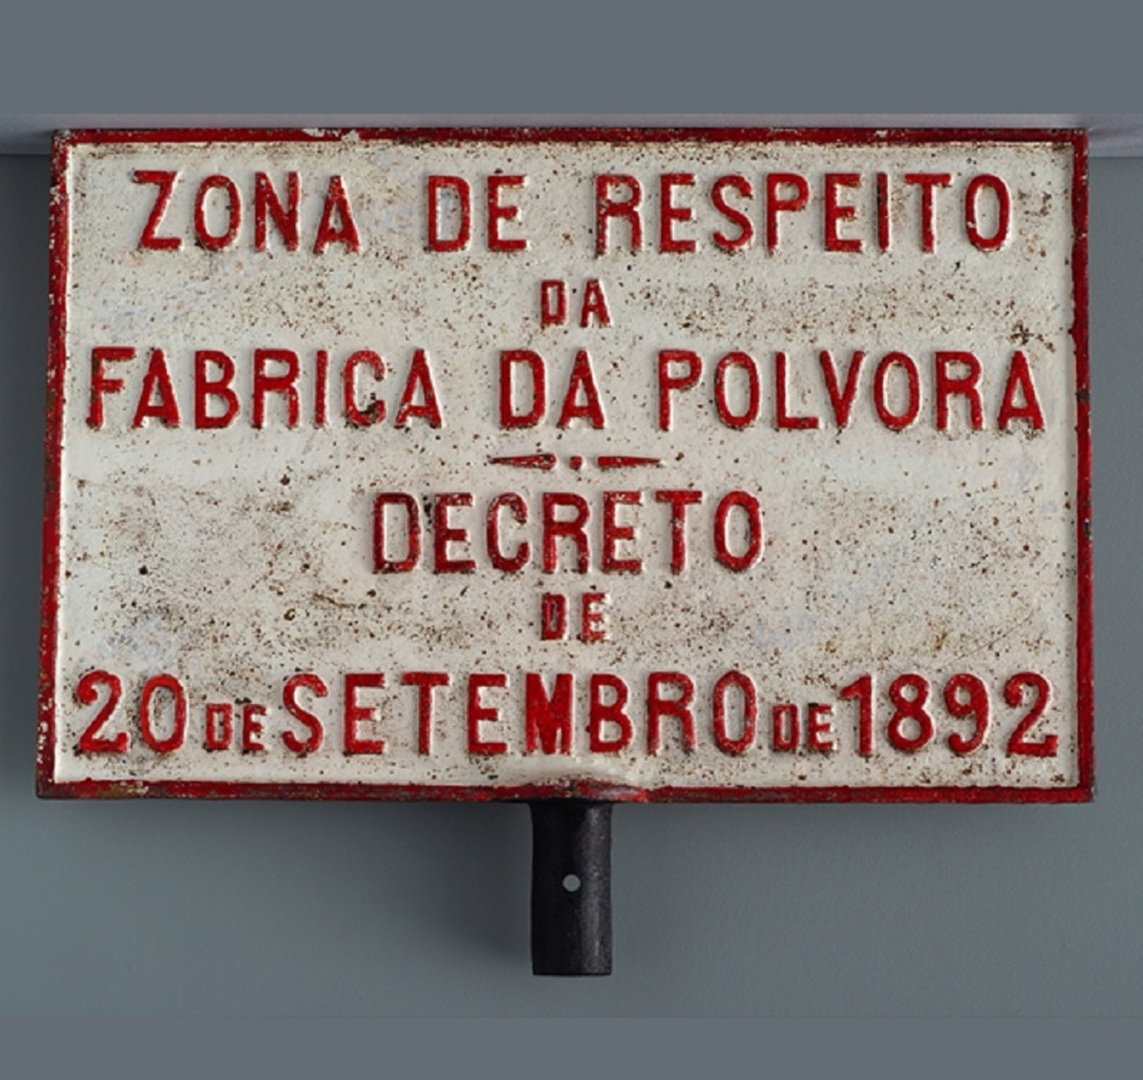 ZONA DE RESPEITO
DA
FABRICA DA POLVORA
DECRETO
DE
20 DE SETEMBRO DE 1892